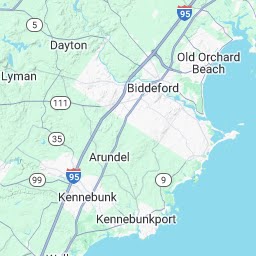 95
5
Dayton
Old Orchard
Beach
Lyman
Biddeford
111
35
Arundel
95
99
9
Kennebunk
Kennebunkport